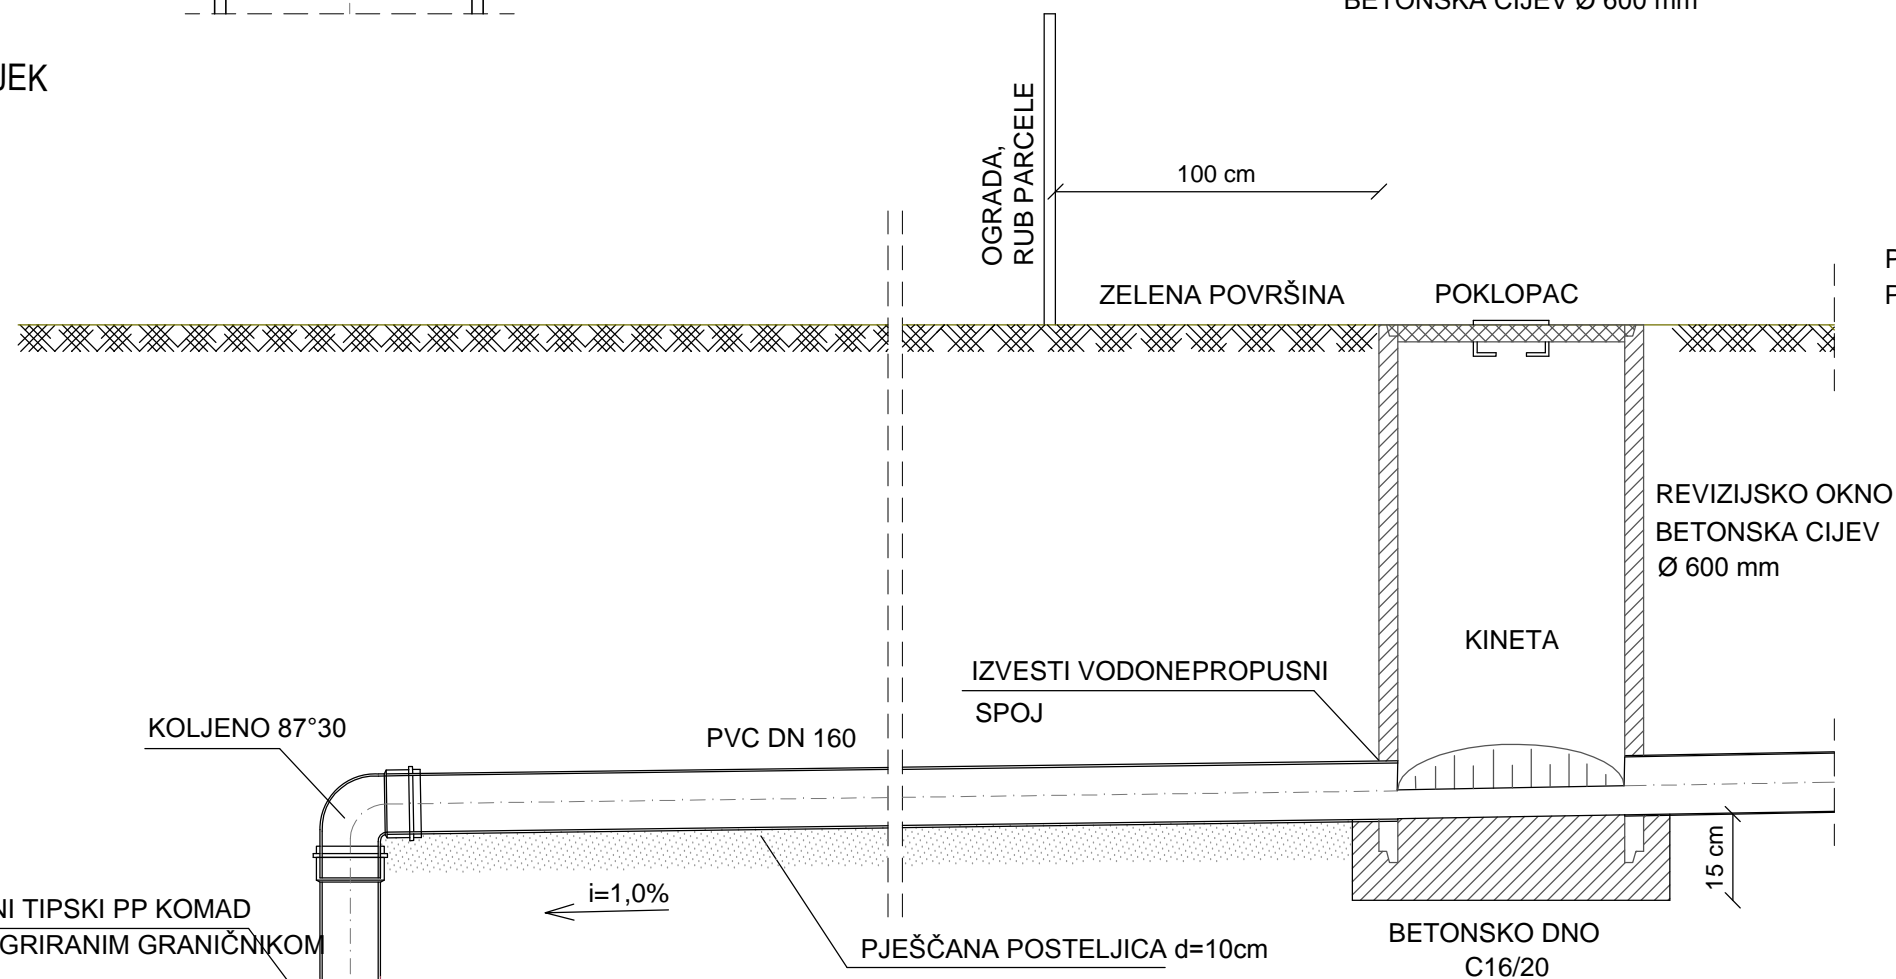 BETONSKA CIJEV Ø 600 mm
JEK
OGRADA,
RUB PARCELE
100 cm
ZELENA POVRŠINA
POKLOPAC
REVIZIJSKO OKNO
BETONSKA CIJEV
Ø 600 mm
KINETA
IZVESTI VODONEPROPUSNI
SPOJ
KOLJENO 87°30
PVC DN 160
15 cm
i=1,0%
NI TIPSKI PP KOMAD
GRIRANIM GRANIČNIKOM
PJEŠČANA POSTELJICA d=10cm
BETONSKO DNO
C16/20